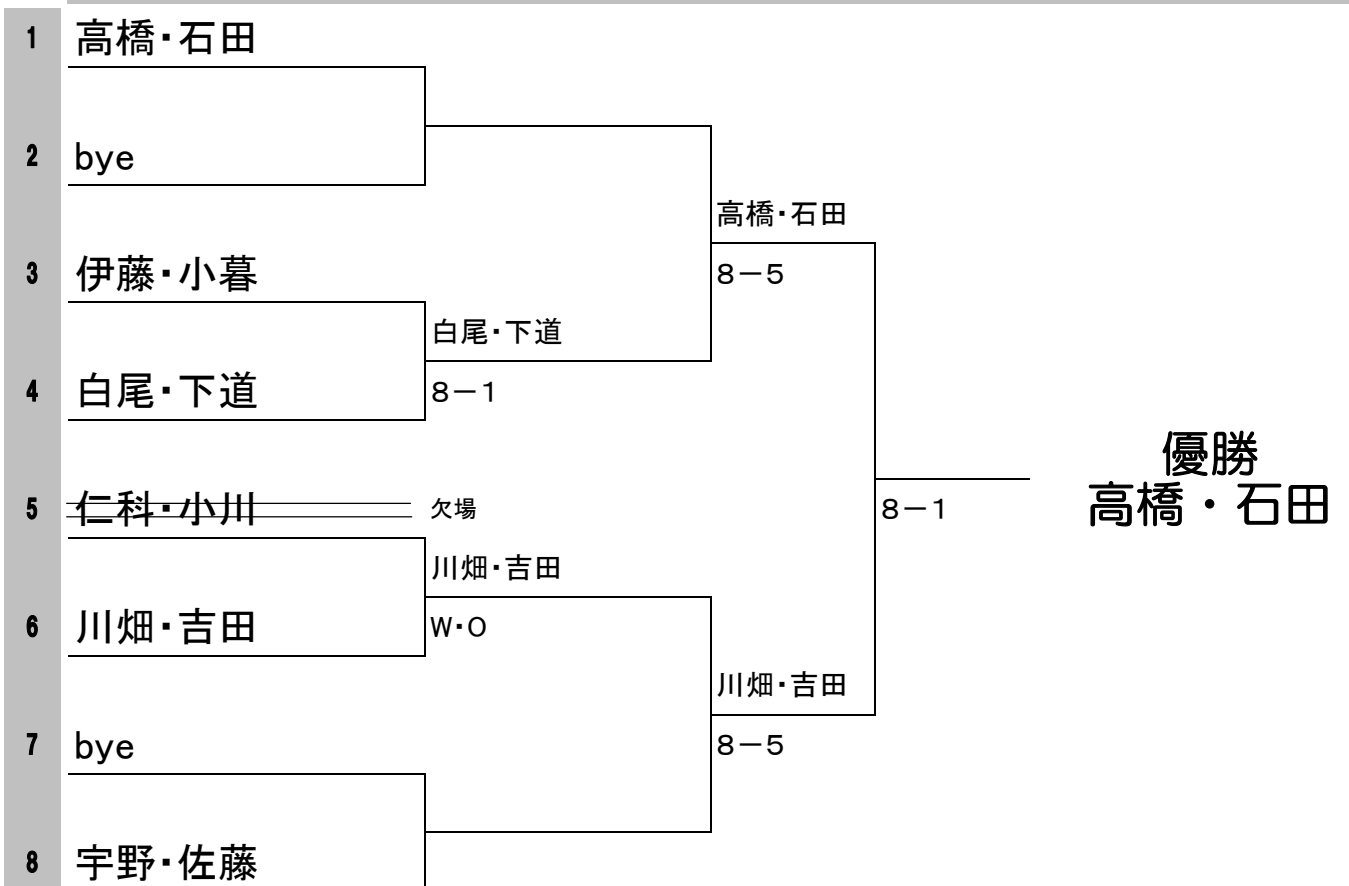 1 高橋・石田
2 bye
高橋・石田
3 伊藤・小暮
8－5
白尾・下道
4 白尾・下道
8－1
優勝
高橋・石田
5 仁科・小川
欠場
8－1
川畑・吉田
6 川畑・吉田
W・O
川畑・吉田
7 bye
8－5
8 宇野・佐藤